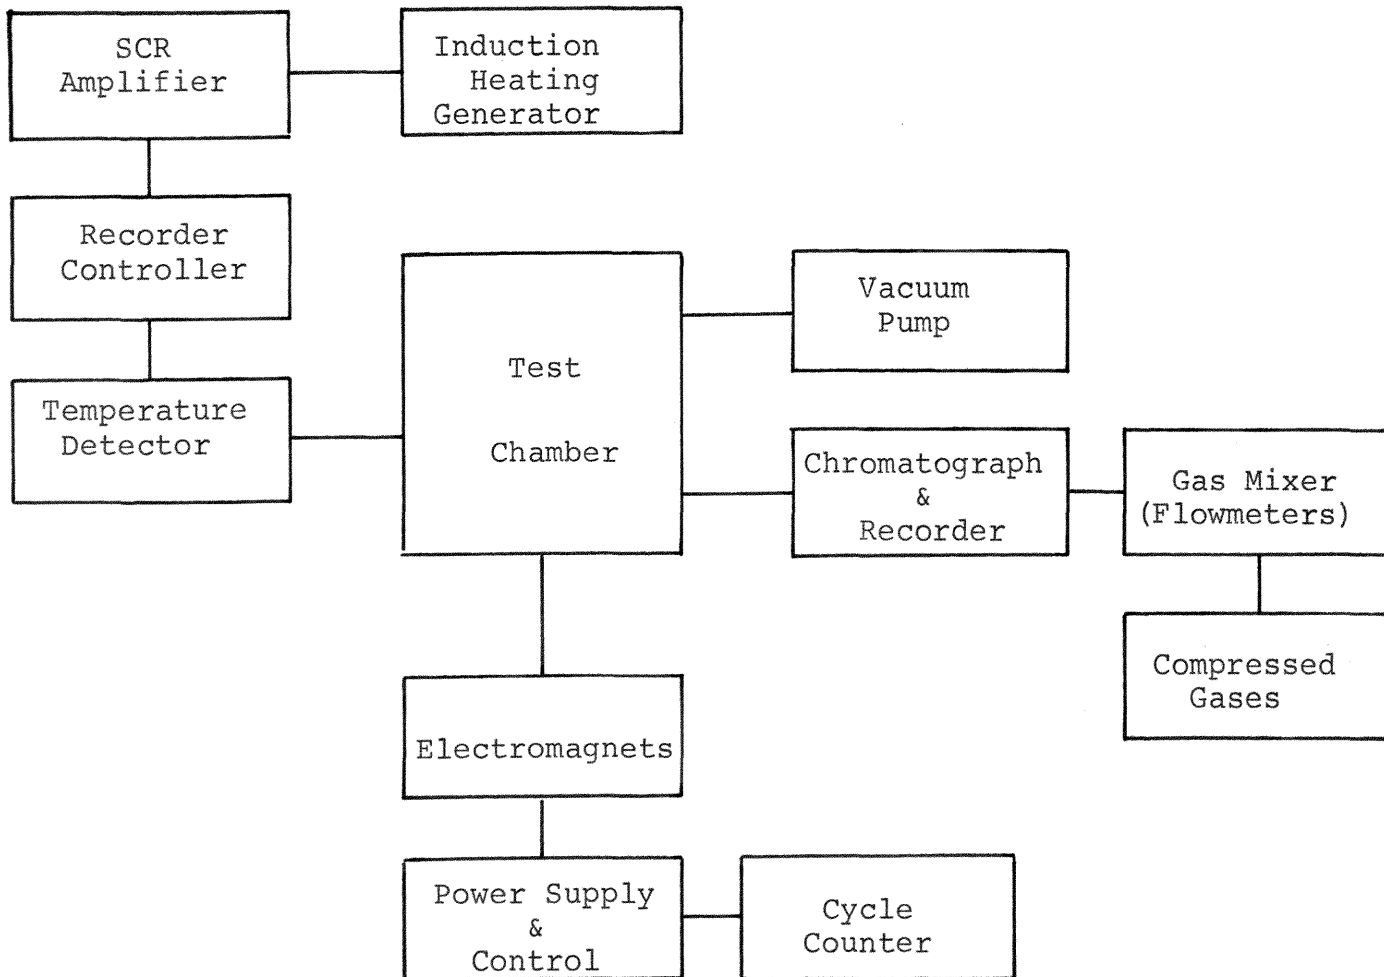 SCR
Amplifier
Induction
Heating
Generator
Recorder
Controller
Temperature
Detector
Test
Chamber
Vacuum
Pump
Chromatograph
&
Recorder
Gas Mixer
(Flowmeters)
Compressed
Gases
Electromagnets
Power Supply
&
Control
Cycle
Counter